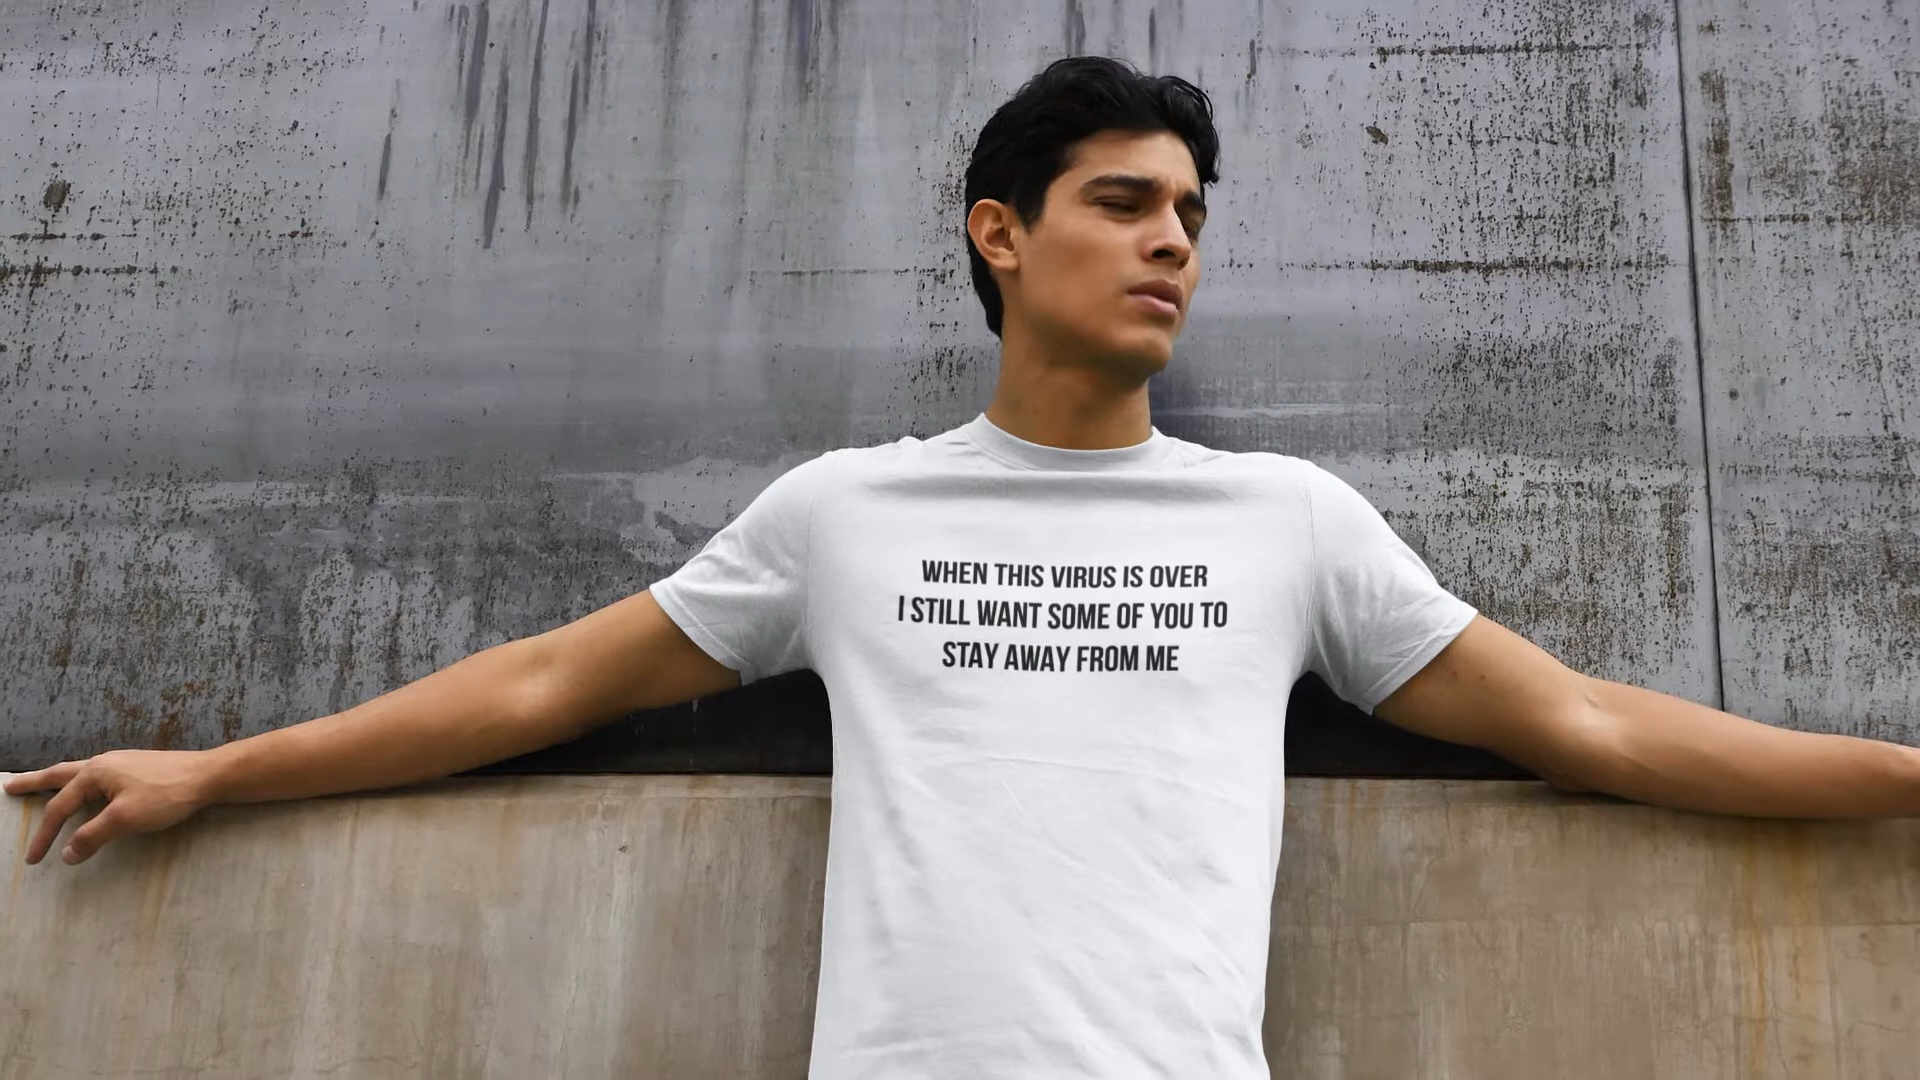 WHEN THIS VIRUS IS OVER
I STILL WANT SOME OF YOU TO
STAY AWAY FROM ME